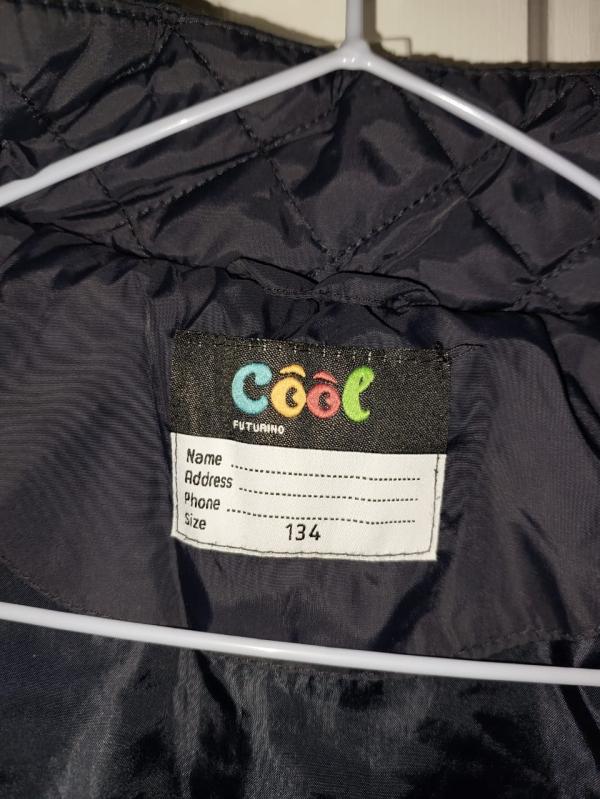 cool
FUTURINO
Name
Address
Phone
Size 134